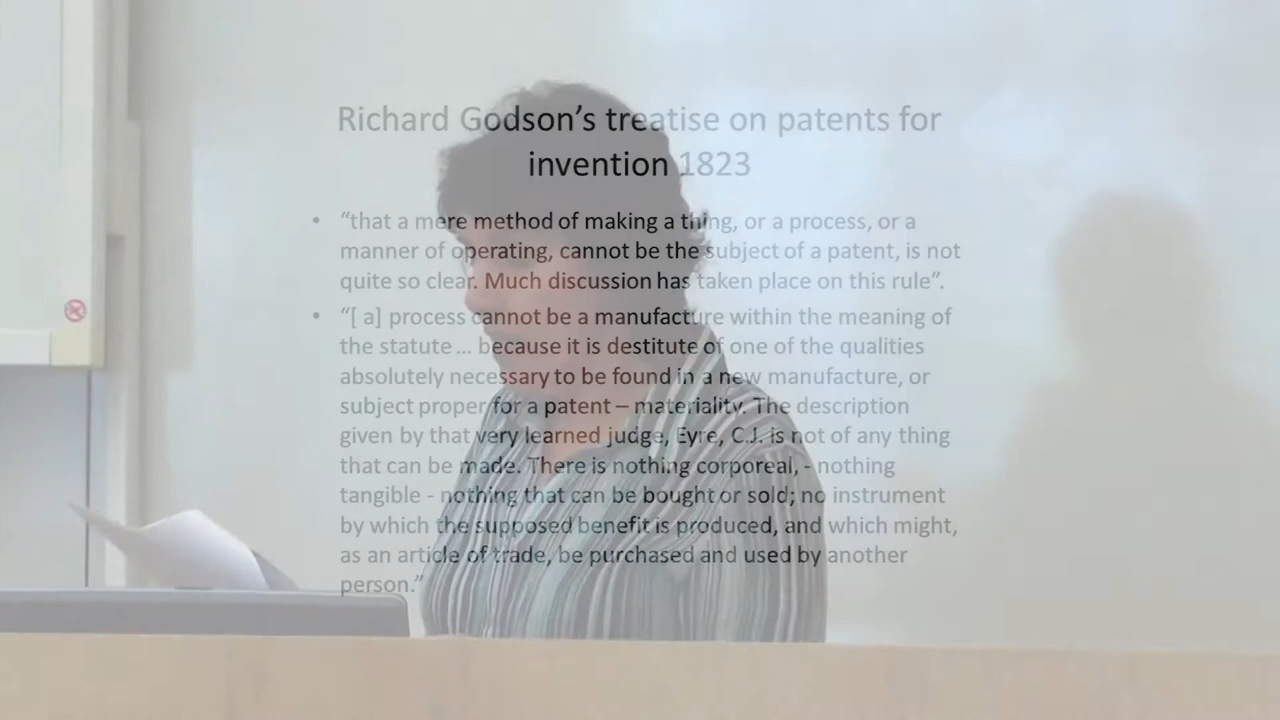 Richard Godson’s treatise on patents for
invention 1823
• “that a mere method of making a thing, or a process, or a
manner of operating, cannot be the subject of a patent, is not
quite so clear. Much discussion has taken place on this rule”.
• “[ a] process cannot be a manufacture within the meaning of
the statute … because it is destitute of one of the qualities
absolutely necessary to be found in a new manufacture, or
subject proper for a patent – materiality. The description
given by that very learned judge, Eyre, C.J. is not of any thing
that can be made. There is nothing corporeal, - nothing
tangible - nothing that can be bought or sold; no instrument
by which the supposed benefit is produced, and which might,
as an article of trade, be purchased and used by another
person.”